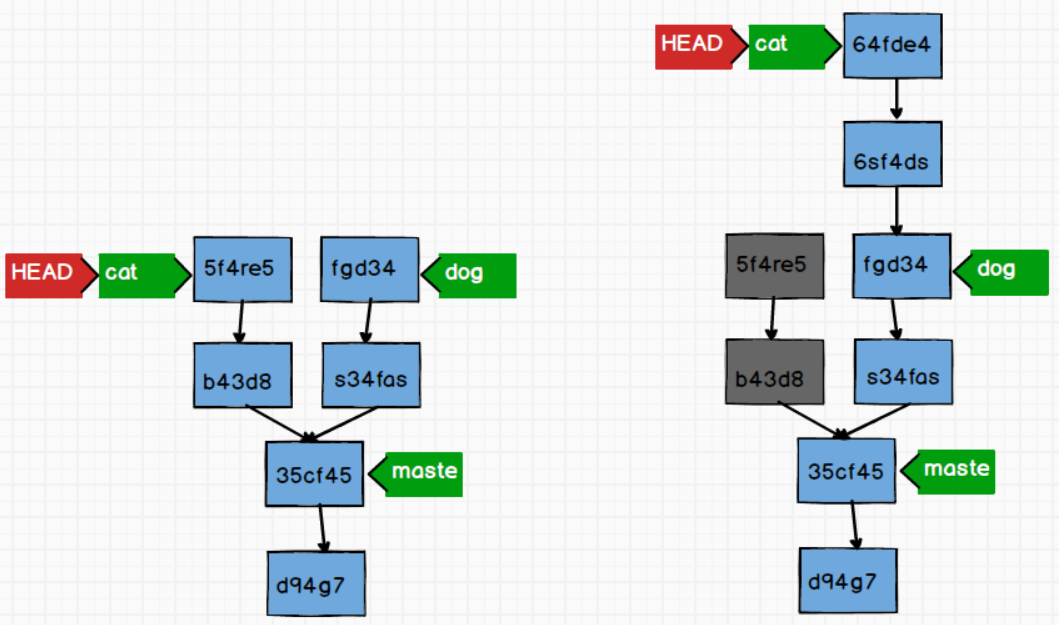 HEAD cat 64fde4
6sf4ds
HEAD cat 5f4re5 fgd34 dog
5f4re5 fgd34 dog
b43d8 s34fas
b43d8 s34fas
35cf45 maste
35cf45 maste
d94g7
d94g7